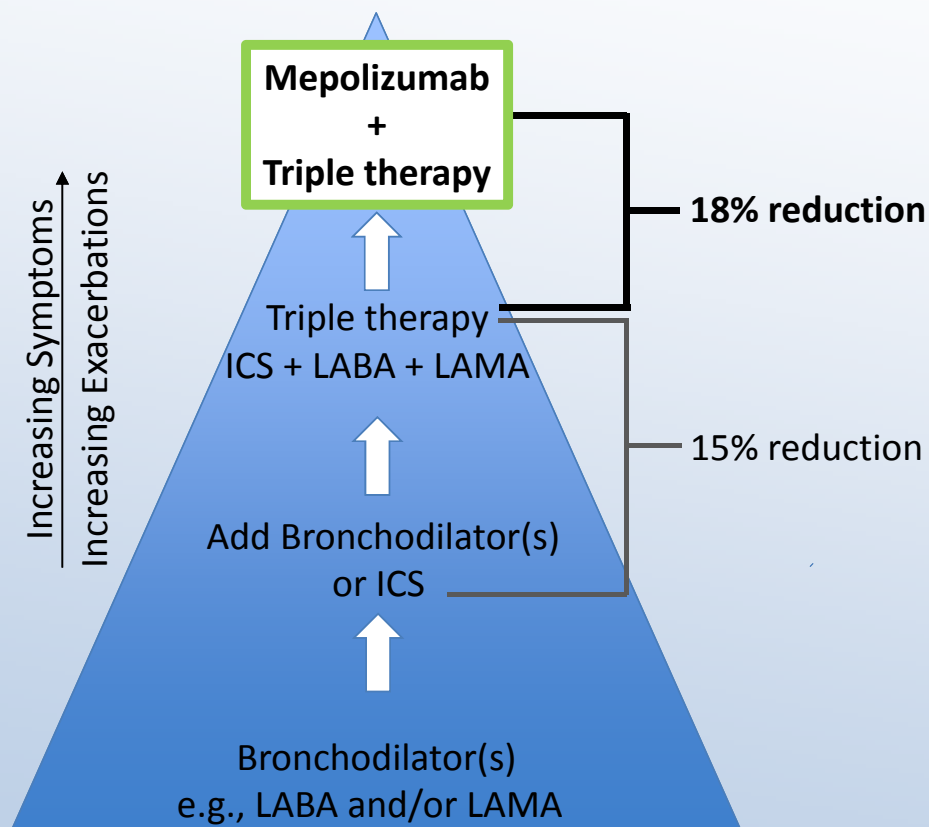 Mepolizumab
+
Triple therapy
18% reduction
Increasing Symptoms
Increasing Exacerbations
Triple therapy
ICS + LABA + LAMA
15% reduction
Add Bronchodilator(s)
or ICS
Bronchodilator(s)
e.g., LABA and/or LAMA